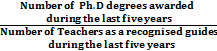 Number of Ph.D degrees awarded
during the last five years
Number of Teachers as a recognised guides
during the last five years